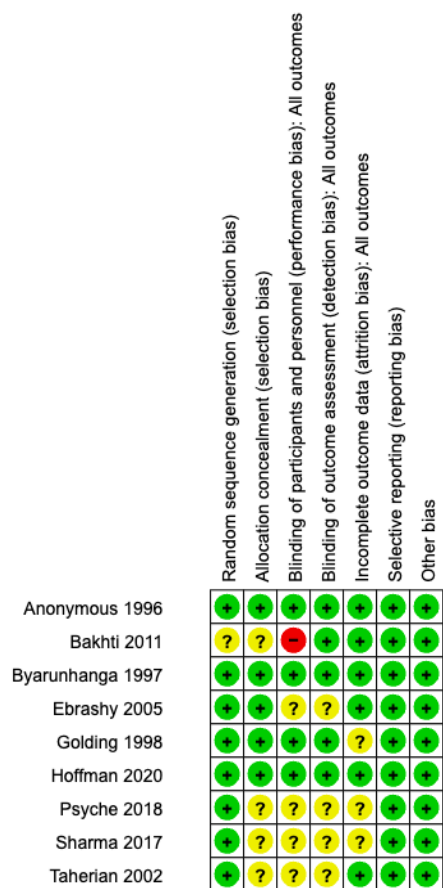 Random sequence generation (selection bias)
Allocation concealment (selection bias)
Blinding of participants and personnel (performance bias): All outcomes
Blinding of outcome assessment (detection bias): All outcomes
Incomplete outcome data (attrition bias): All outcomes
Selective reporting (reporting bias)
Other bias
Anonymous 1996 + + + + + + +
Bakhti 2011 ? ? − + + + +
Byarunhanga 1997 + + + + + + +
Ebrashy 2005 + + ? ? + + +
Golding 1998 + + + + ? + +
Hoffman 2020 + + + + + + +
Psyche 2018 + ? ? ? ? + +
Sharma 2017 + ? ? ? ? + +
Taherian 2002 + ? ? ? + + +